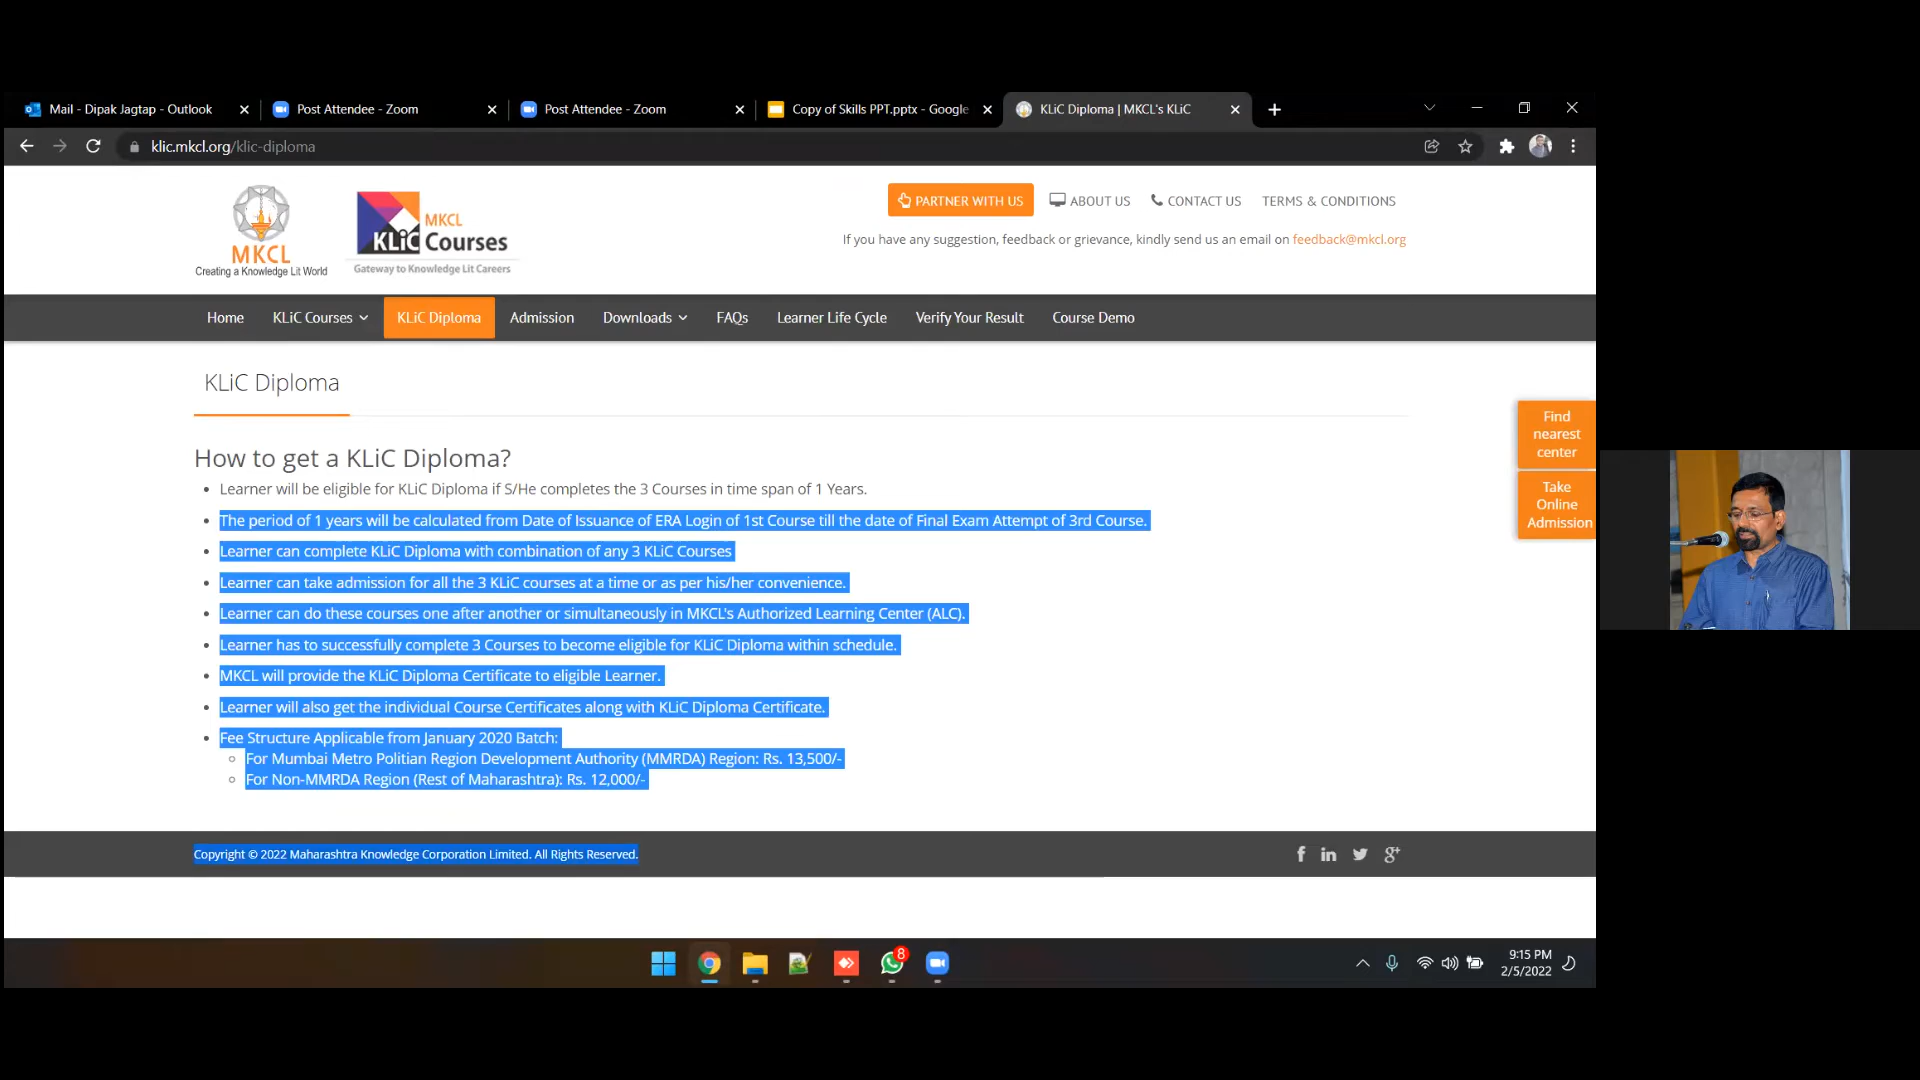 Mail - Dipak Jagtap - Outlook
Post Attendee - Zoom
Post Attendee - Zoom
Copy of Skills PPT.pptx - Google
KLiC Diploma | MKCL's KLiC
klic.mkcl.org/klic-diploma
MKCL
Creating a Knowledge Lit World
MKCL
KLiC Courses
Gateway to Knowledge Lit Careers
PARTNER WITH US
ABOUT US
CONTACT US
TERMS & CONDITIONS
If you have any suggestion, feedback or grievance, kindly send us an email on feedback@mkcl.org
Home
KLiC Courses
KLiC Diploma
Admission
Downloads
FAQs
Learner Life Cycle
Verify Your Result
Course Demo
KLiC Diploma
How to get a KLiC Diploma?
Learner will be eligible for KLiC Diploma if S/He completes the 3 Courses in time span of 1 Years.
The period of 1 years will be calculated from Date of Issuance of ERA Login of 1st Course till the date of Final Exam Attempt of 3rd Course.
Learner can complete KLiC Diploma with combination of any 3 KLiC Courses
Learner can take admission for all the 3 KLiC courses at a time or as per his/her convenience.
Learner can do these courses one after another or simultaneously in MKCL's Authorized Learning Center (ALC).
Learner has to successfully complete 3 Courses to become eligible for KLiC Diploma within schedule.
MKCL will provide the KLiC Diploma Certificate to eligible Learner.
Learner will also get the individual Course Certificates along with KLiC Diploma Certificate.
Fee Structure Applicable from January 2020 Batch:
For Mumbai Metro Politian Region Development Authority (MMRDA) Region: Rs. 13,500/-
For Non-MMRDA Region (Rest of Maharashtra): Rs. 12,000/-
Find
nearest
center
Take
Online
Admission
Copyright © 2022 Maharashtra Knowledge Corporation Limited. All Rights Reserved.
8
9:15 PM
2/5/2022